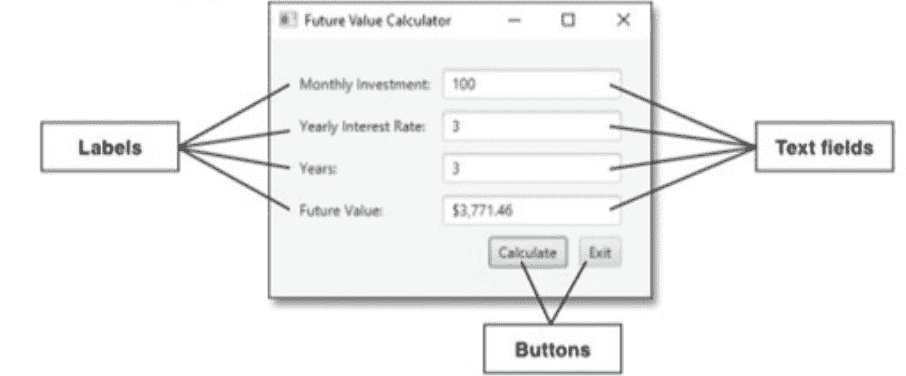 Future Value Calculator
Monthly Investment: 100
Labels
Yearly Interest Rate: 3
Text fields
Years: 3
Future Value: $3,771.46
Calculate Exit
Buttons